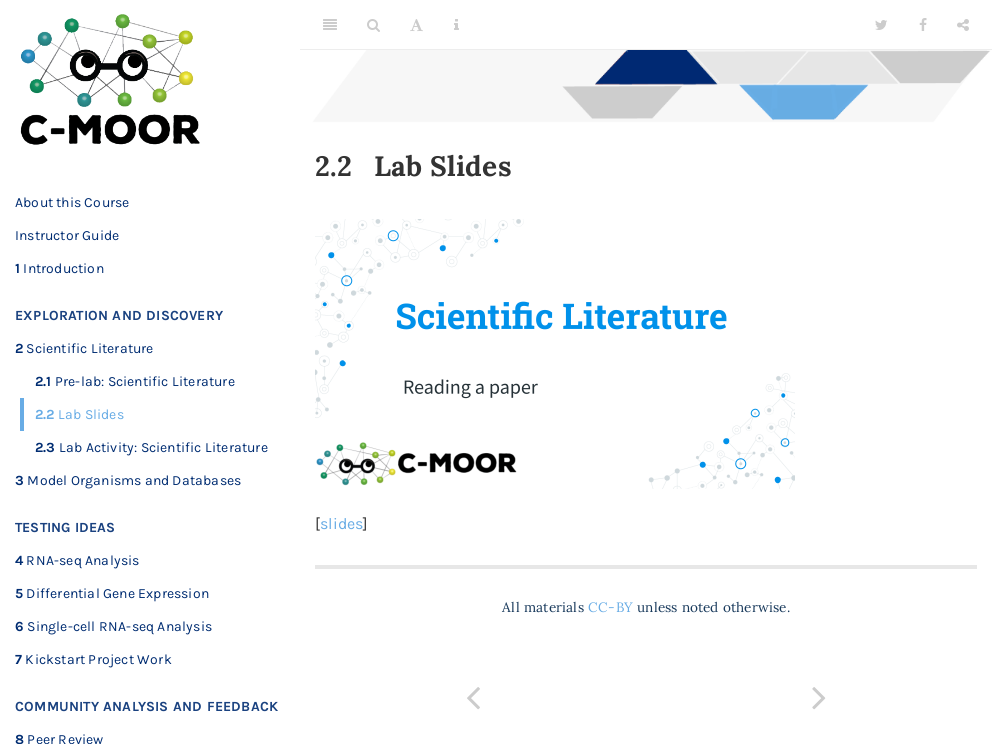 C-MOOR
About this Course
Instructor Guide
1 Introduction
EXPLORATION AND DISCOVERY
2 Scientific Literature
2.1 Pre-lab: Scientific Literature
2.2 Lab Slides
2.3 Lab Activity: Scientific Literature
3 Model Organisms and Databases
TESTING IDEAS
4 RNA-seq Analysis
5 Differential Gene Expression
6 Single-cell RNA-seq Analysis
7 Kickstart Project Work
COMMUNITY ANALYSIS AND FEEDBACK
8 Peer Review
A
2.2 Lab Slides
Scientific Literature
Reading a paper
C-MOOR
[slides]
All materials CC-BY unless noted otherwise.